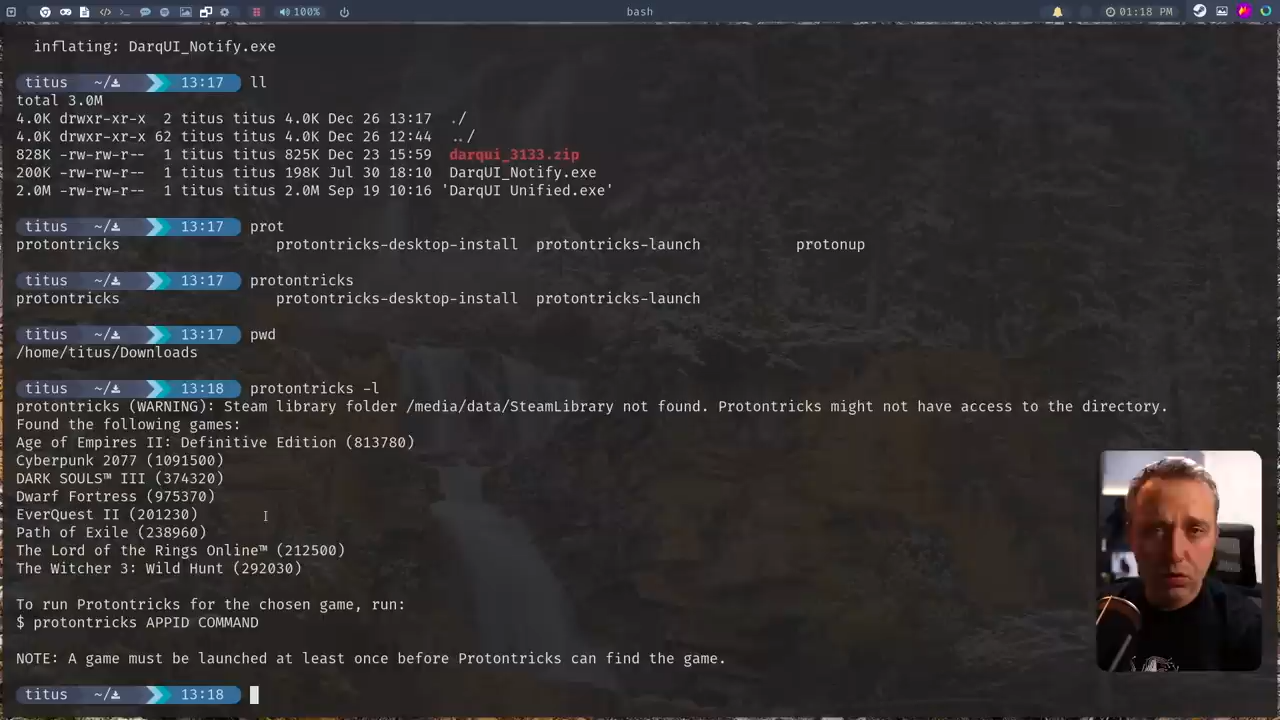 100%
bash
01:18 PM
inflating: DarqUI_Notify.exe
titus ~/ 13:17 ll
total 3.0M
4.0K drwxr-xr-x 2 titus titus 4.0K Dec 26 13:17 ./
4.0K drwxr-xr-x 62 titus titus 4.0K Dec 26 12:44 ../
828K -rw-rw-r-- 1 titus titus 825K Dec 23 15:59 darqui_3133.zip
200K -rw-rw-r-- 1 titus titus 198K Jul 30 18:10 DarqUI_Notify.exe
2.0M -rw-rw-r-- 1 titus titus 2.0M Sep 19 10:16 'DarqUI Unified.exe'
titus ~/ 13:17 prot
protontricks protontricks-desktop-install protontricks-launch protonup
titus ~/ 13:17 protontricks
protontricks protontricks-desktop-install protontricks-launch
titus ~/ 13:17 pwd
/home/titus/Downloads
titus ~/ 13:18 protontricks -l
protontricks (WARNING): Steam library folder /media/data/SteamLibrary not found. Protontricks might not have access to the directory.
Found the following games:
Age of Empires II: Definitive Edition (813780)
Cyberpunk 2077 (1091500)
DARK SOULS™ III (374320)
Dwarf Fortress (975370)
EverQuest II (201230)
Path of Exile (238960)
The Lord of the Rings Online™ (212500)
The Witcher 3: Wild Hunt (292030)
To run Protontricks for the chosen game, run:
$ protontricks APPID COMMAND
NOTE: A game must be launched at least once before Protontricks can find the game.
titus ~/ 13:18